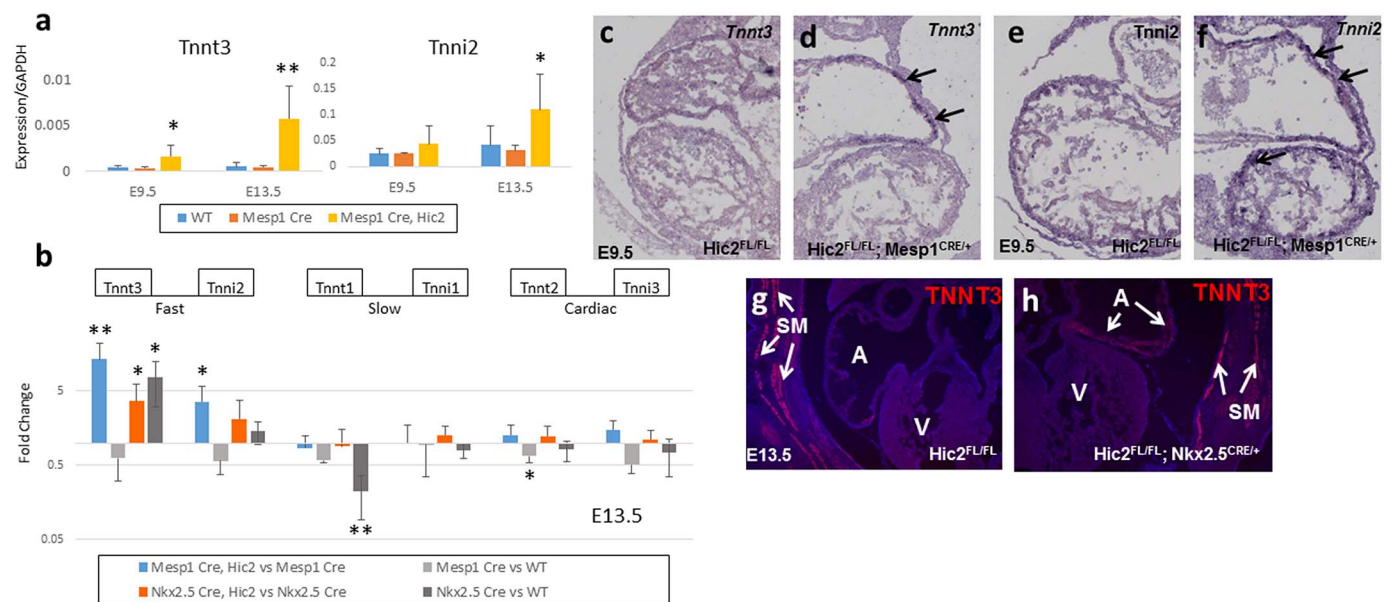 a
Tnnt3
Tnni2
Expression/GAPDH
0.01
0.005
0
*
**
E9.5
E13.5
0.2
0.15
0.1
0.05
0
*
E9.5
E13.5
WT
Mesp1 Cre
Mesp1 Cre, Hic2
b
Tnnt3
Tnni2
Tnnt1
Tnni1
Tnnt2
Tnni3
Fast
Slow
Cardiac
Fold Change
5
0.5
0.05
**
*
*
*
**
*
E13.5
Mesp1 Cre, Hic2 vs Mesp1 Cre
Mesp1 Cre vs WT
Nkx2.5 Cre, Hic2 vs Nkx2.5 Cre
Nkx2.5 Cre vs WT
c
Tnnt3
E9.5
Hic2FL/FL
d
Tnnt3
Hic2FL/FL; Mesp1CRE/+
e
Tnni2
E9.5
Hic2FL/FL
f
Tnni2
Hic2FL/FL; Mesp1CRE/+
g
TNNT3
SM
A
V
E13.5
Hic2FL/FL
h
TNNT3
A
V
SM
Hic2FL/FL; Nkx2.5CRE/+